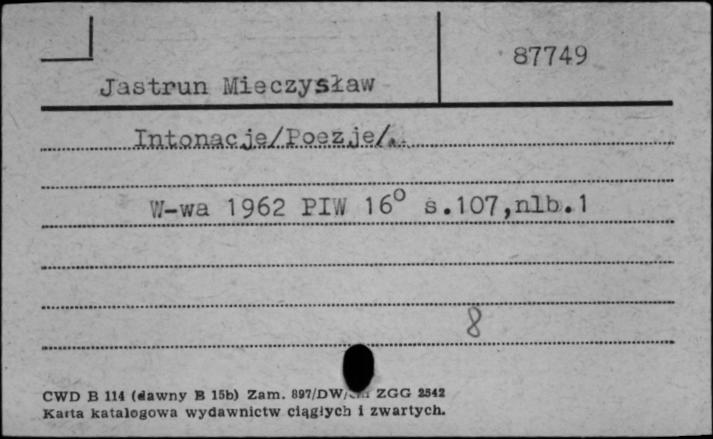 87749
Jastrun Mieczysław
Intonacje/Poezje/.
W-wa 1962 PIW 16° s.107,nlb.1
8
CWD B 114 (dawny B 15b) Zam. 897/DW/ ZGG 2542
Karta katalogowa wydawnictw ciągłych i zwartych.